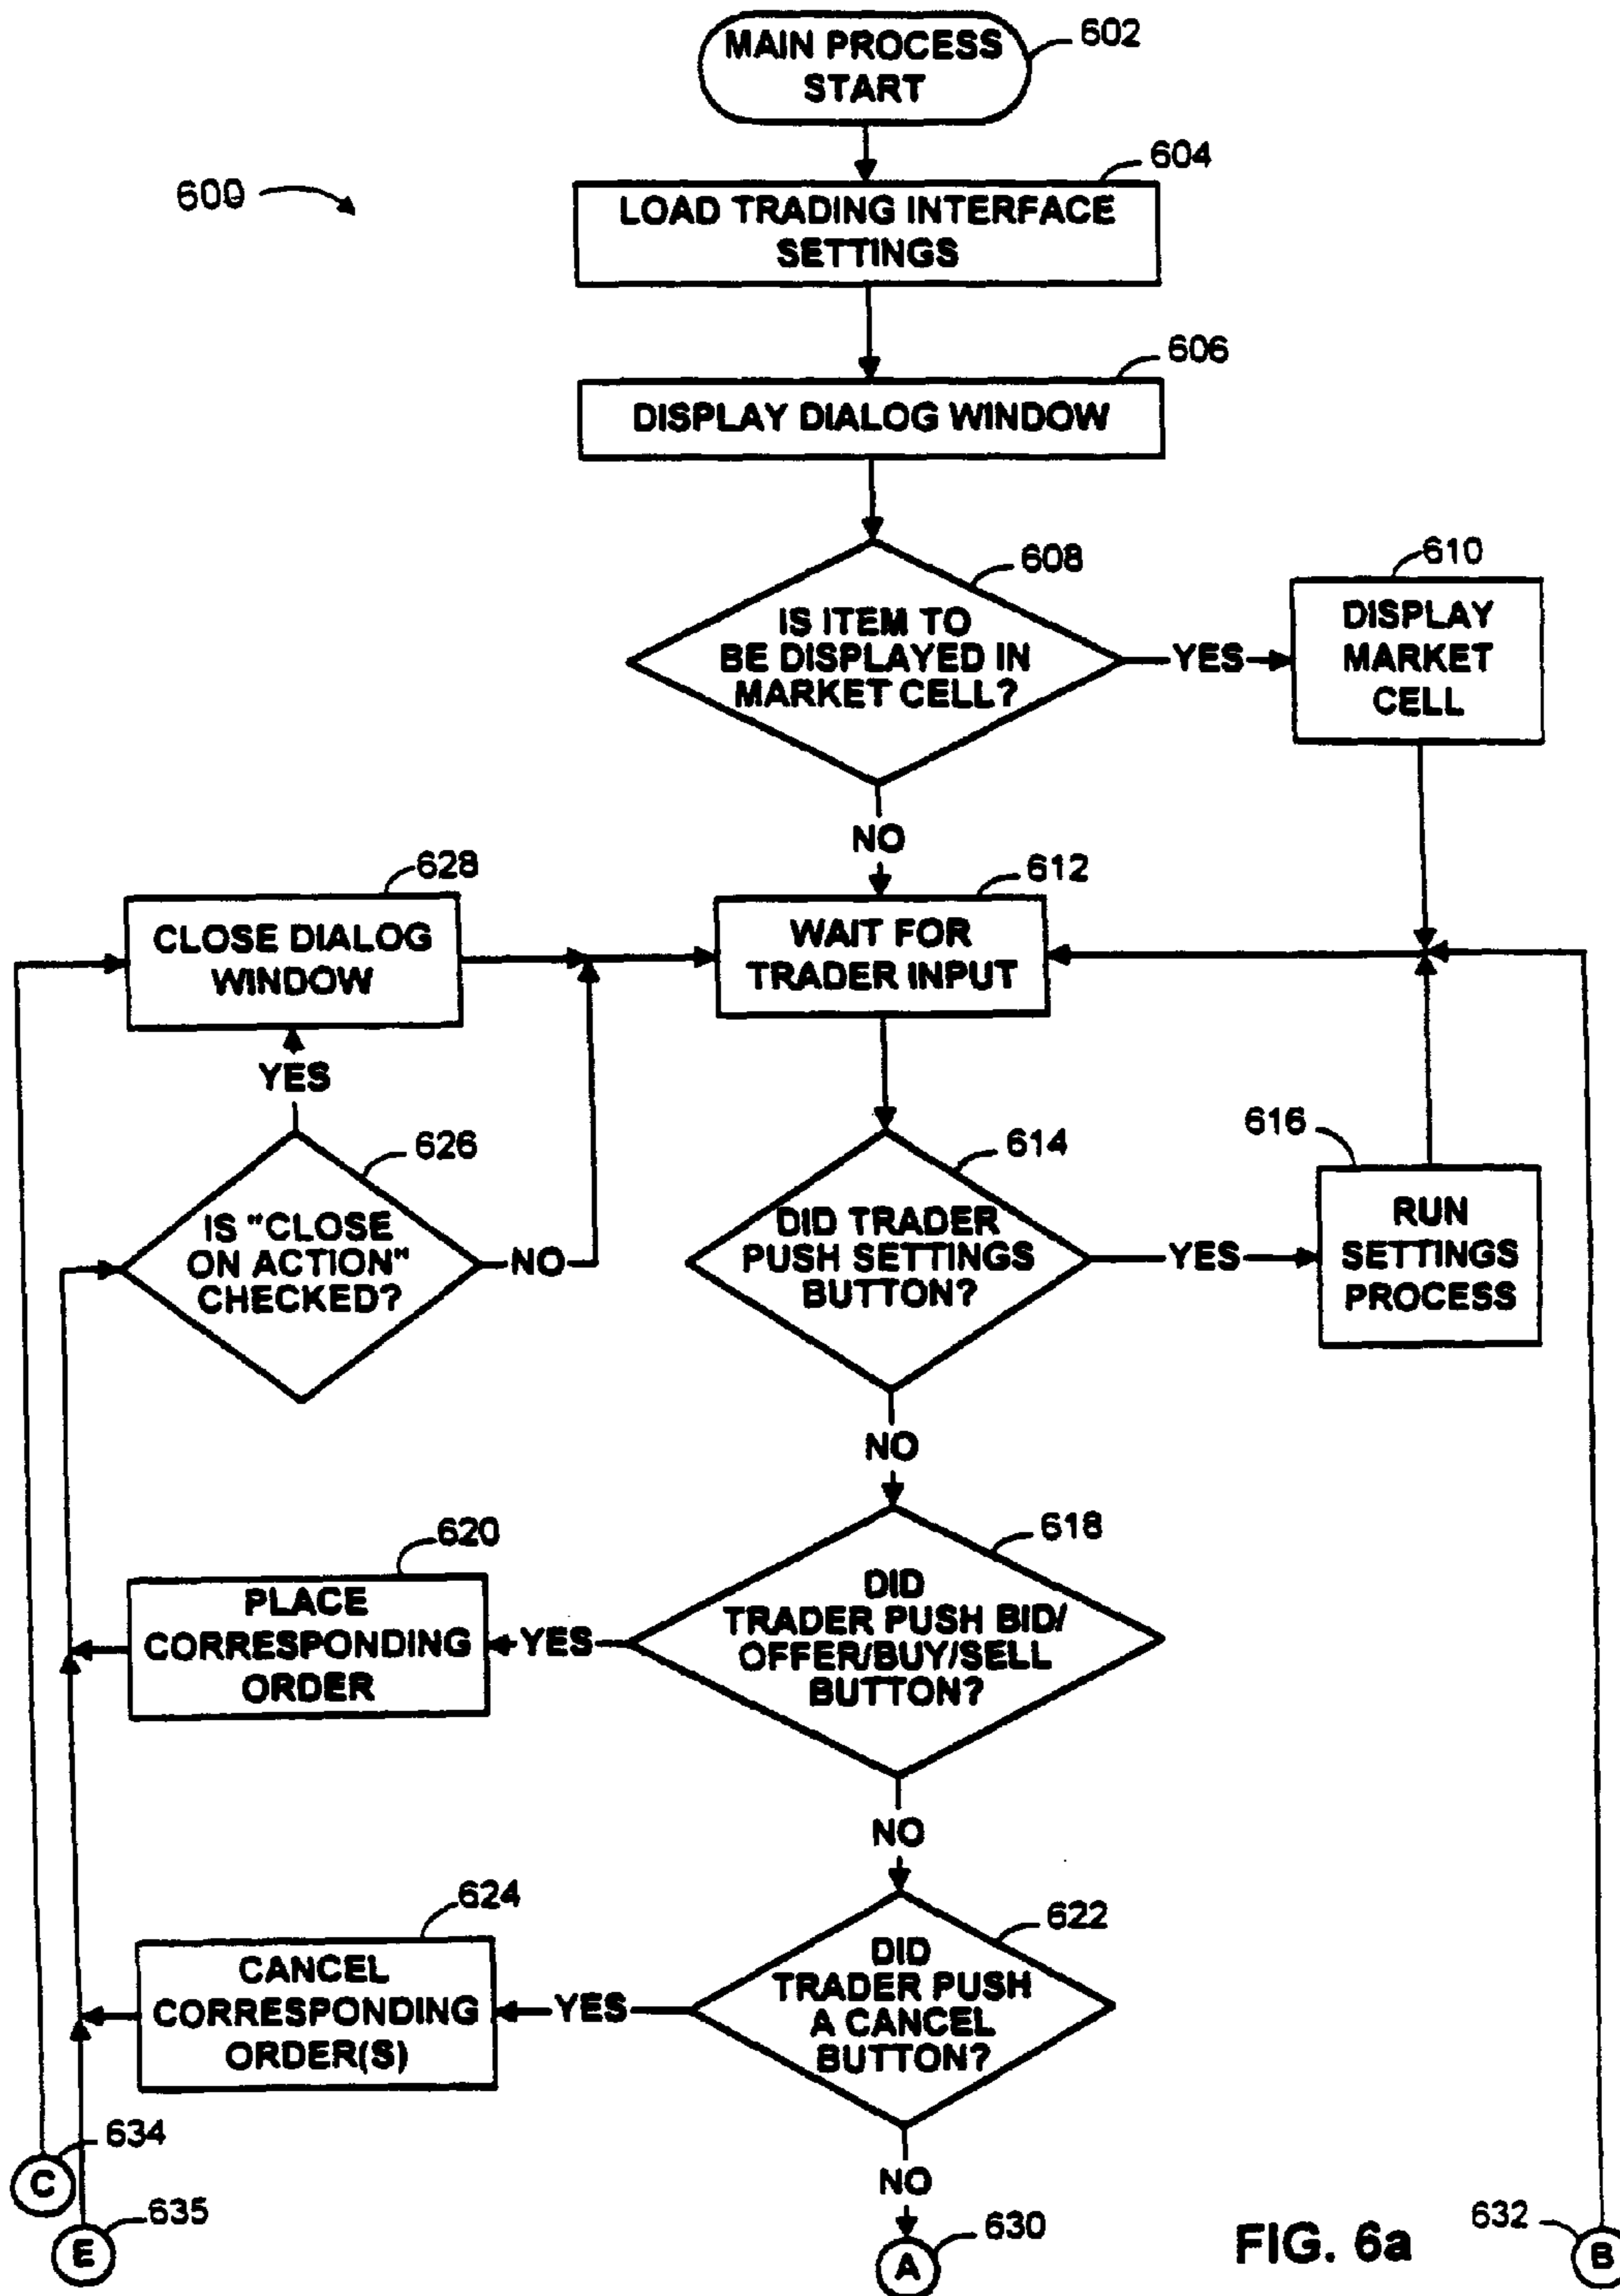 MAIN PROCESS
START
602
600
604
LOAD TRADING INTERFACE
SETTINGS
606
DISPLAY DIALOG WINDOW
608
IS ITEM TO
BE DISPLAYED IN
MARKET CELL?
YES
610
DISPLAY
MARKET
CELL
NO
628
CLOSE DIALOG
WINDOW
612
WAIT FOR
TRADER INPUT
YES
626
IS "CLOSE
ON ACTION"
CHECKED?
NO
614
DID TRADER
PUSH SETTINGS
BUTTON?
YES
616
RUN
SETTINGS
PROCESS
NO
620
PLACE
CORRESPONDING
ORDER
YES
618
DID
TRADER PUSH BID/
OFFER/BUY/SELL
BUTTON?
NO
624
CANCEL
CORRESPONDING
ORDER(S)
YES
622
DID
TRADER PUSH
A CANCEL
BUTTON?
NO
634
C
635
E
630
A
FIG. 6a
632
B